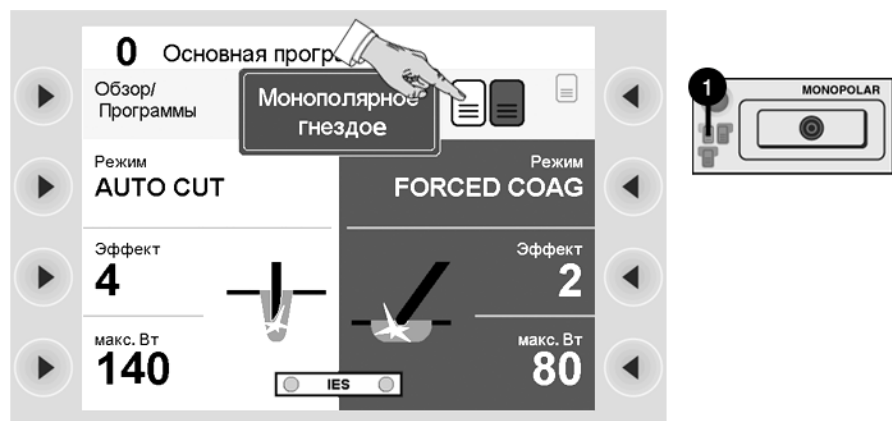 0 Основная прогр
Обзор/
Программы
Монополярное
гнездое
Режим
AUTO CUT
Режим
FORCED COAG
Эффект
4
Эффект
2
макс. Вт
140
макс. Вт
80
IES
1
MONOPOLAR